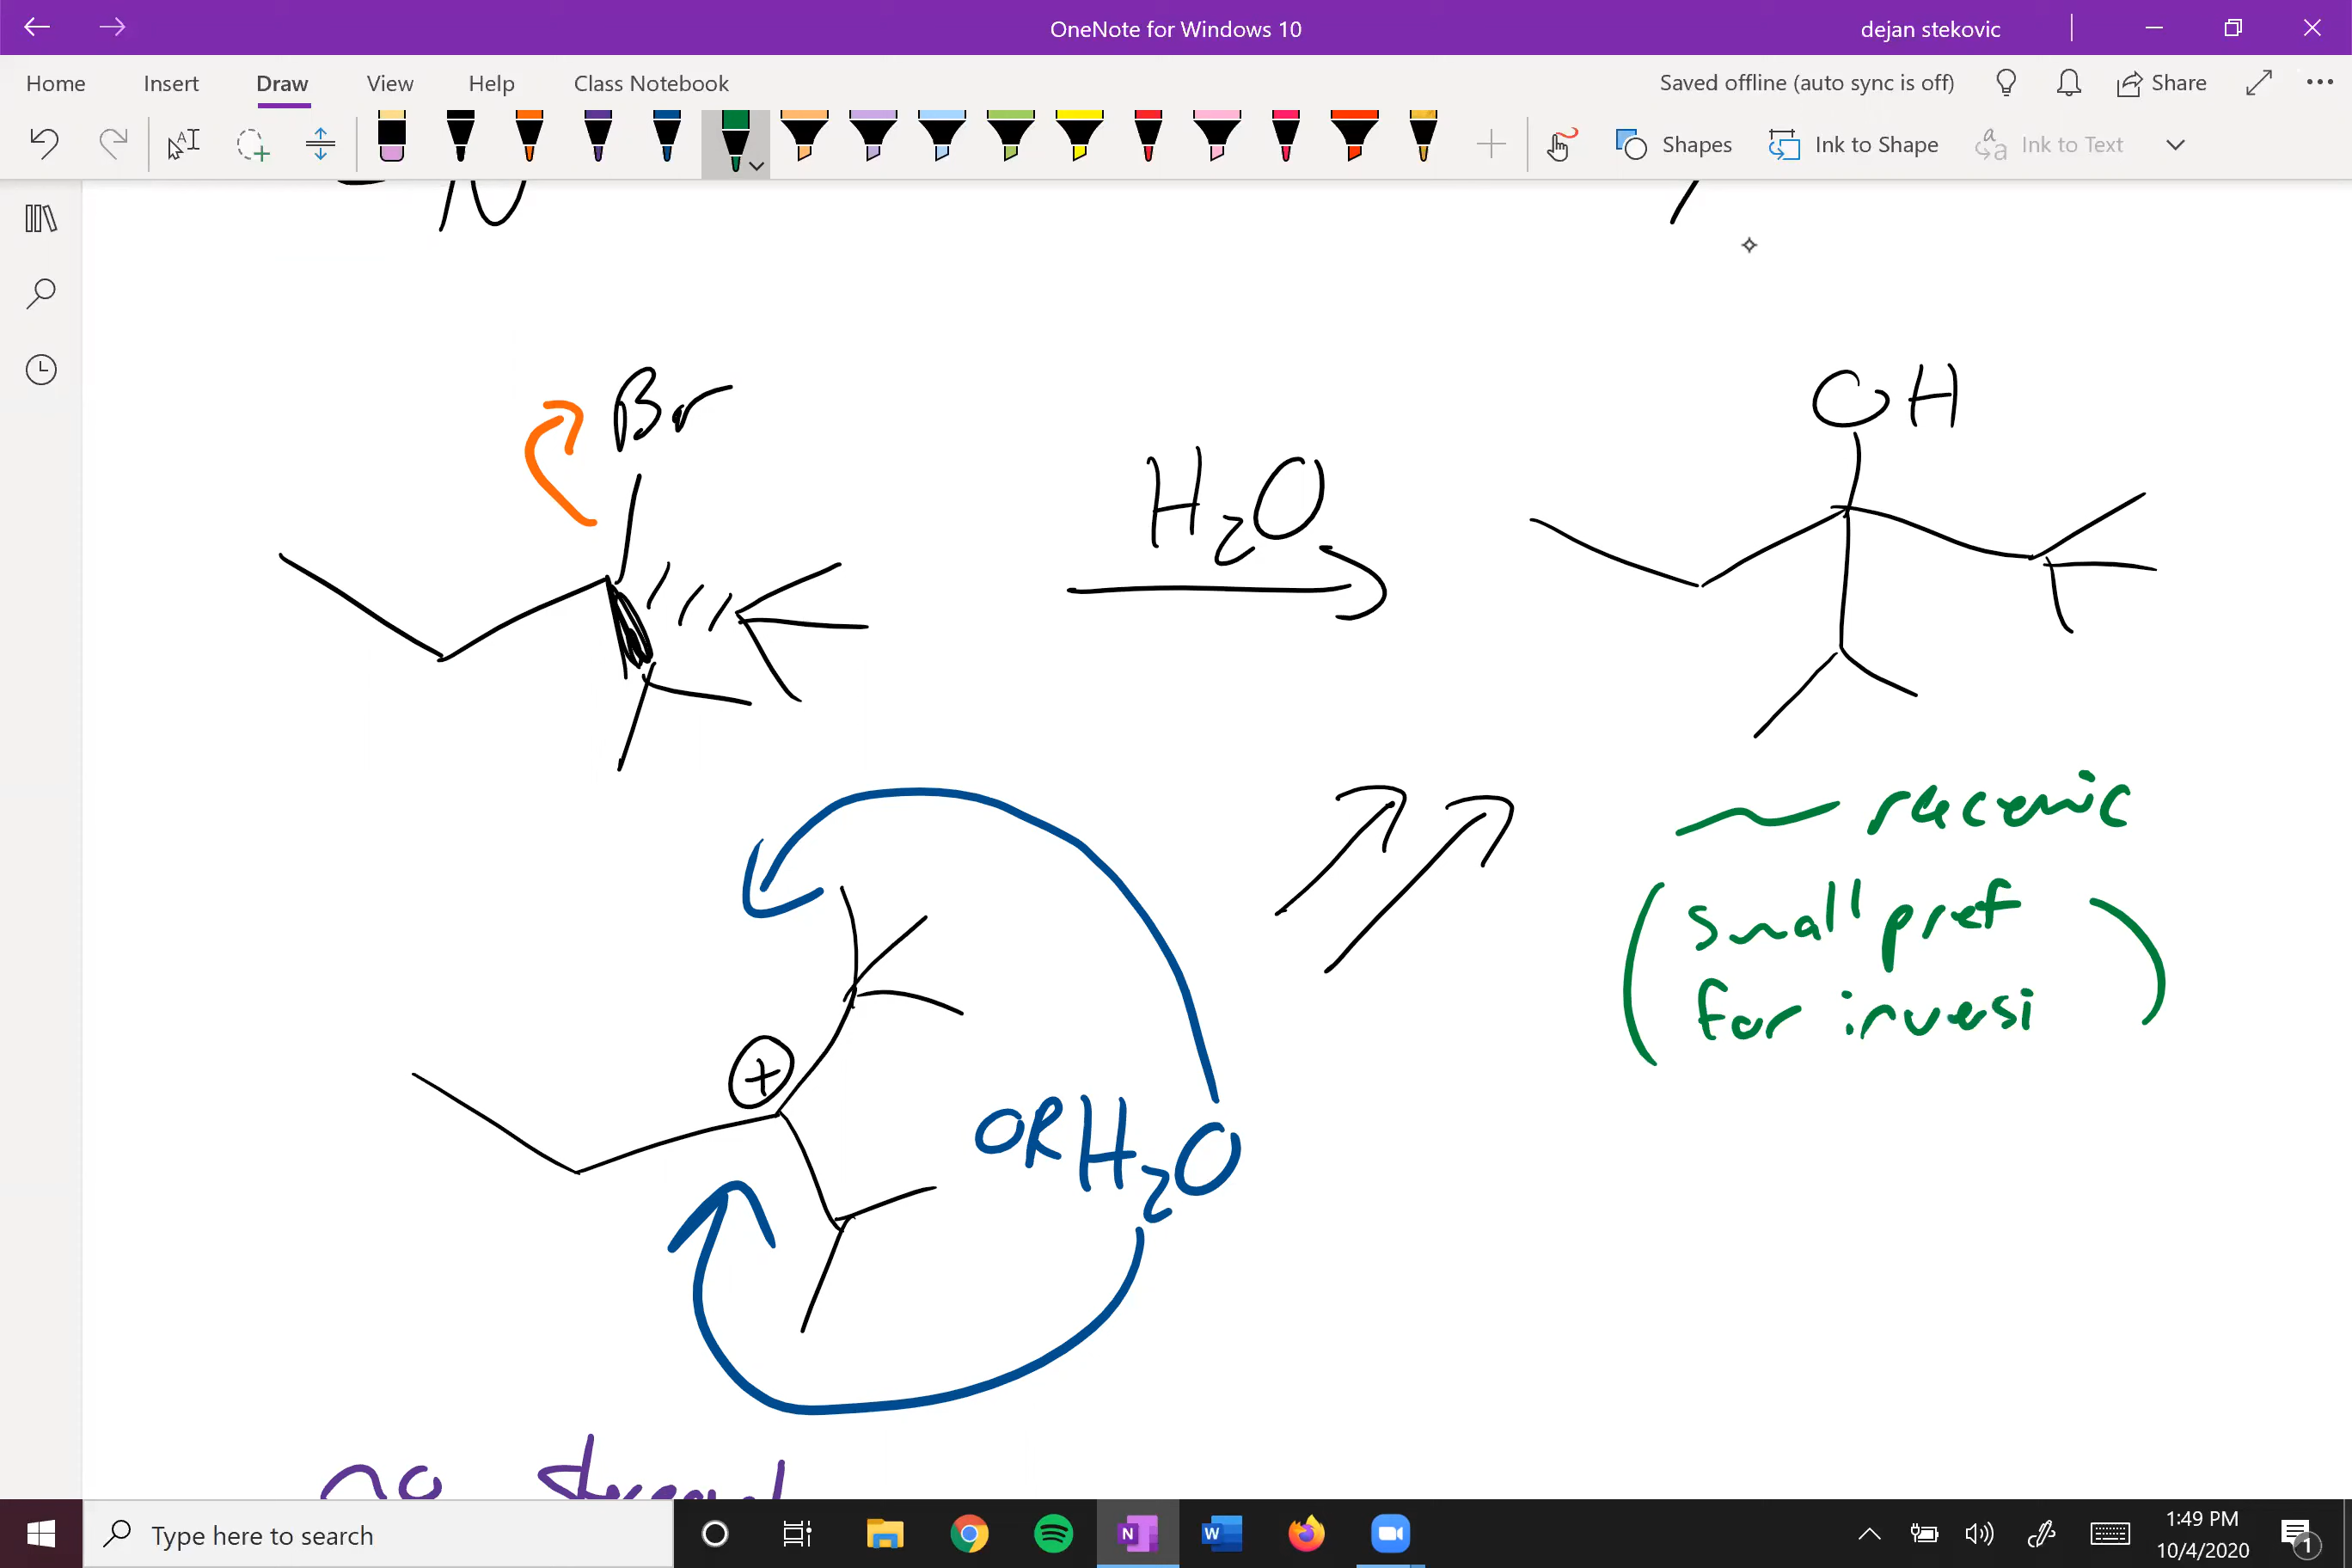 OneNote for Windows 10
dejan stekovic
Home Insert Draw View Help Class Notebook
Saved offline (auto sync is off)
Share
Shapes
Ink to Shape
Ink to Text
Br
H₂O
OH
racemic
(small pref
for inversi)
+
OR H₂O
no
Type here to search
1:49 PM
10/4/2020
1